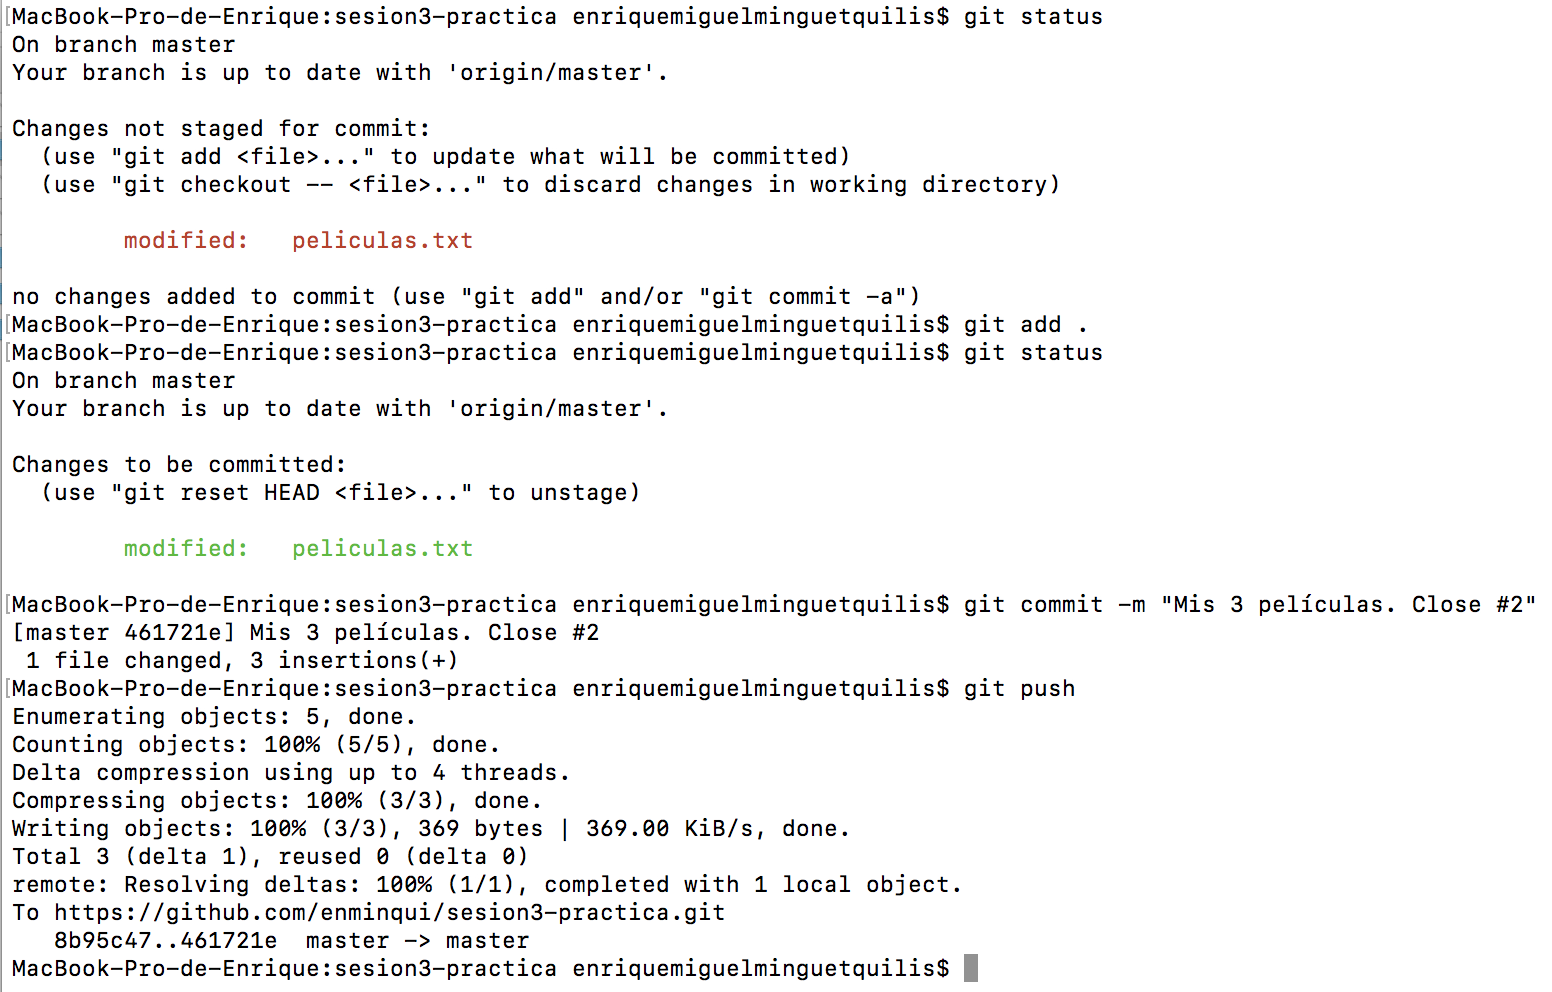 [MacBook-Pro-de-Enrique:sesion3-practica enriquemiguelminguetquilis$ git status
On branch master
Your branch is up to date with 'origin/master'.
Changes not staged for commit:
  (use "git add <file>..." to update what will be committed)
  (use "git checkout -- <file>..." to discard changes in working directory)
        modified:   peliculas.txt
no changes added to commit (use "git add" and/or "git commit -a")
[MacBook-Pro-de-Enrique:sesion3-practica enriquemiguelminguetquilis$ git add .
[MacBook-Pro-de-Enrique:sesion3-practica enriquemiguelminguetquilis$ git status
On branch master
Your branch is up to date with 'origin/master'.
Changes to be committed:
  (use "git reset HEAD <file>..." to unstage)
        modified:   peliculas.txt
[MacBook-Pro-de-Enrique:sesion3-practica enriquemiguelminguetquilis$ git commit -m "Mis 3 películas. Close #2"
[master 461721e] Mis 3 películas. Close #2
 1 file changed, 3 insertions(+)
[MacBook-Pro-de-Enrique:sesion3-practica enriquemiguelminguetquilis$ git push
Enumerating objects: 5, done.
Counting objects: 100% (5/5), done.
Delta compression using up to 4 threads.
Compressing objects: 100% (3/3), done.
Writing objects: 100% (3/3), 369 bytes | 369.00 KiB/s, done.
Total 3 (delta 1), reused 0 (delta 0)
remote: Resolving deltas: 100% (1/1), completed with 1 local object.
To https://github.com/enminqui/sesion3-practica.git
   8b95c47..461721e  master -> master
MacBook-Pro-de-Enrique:sesion3-practica enriquemiguelminguetquilis$